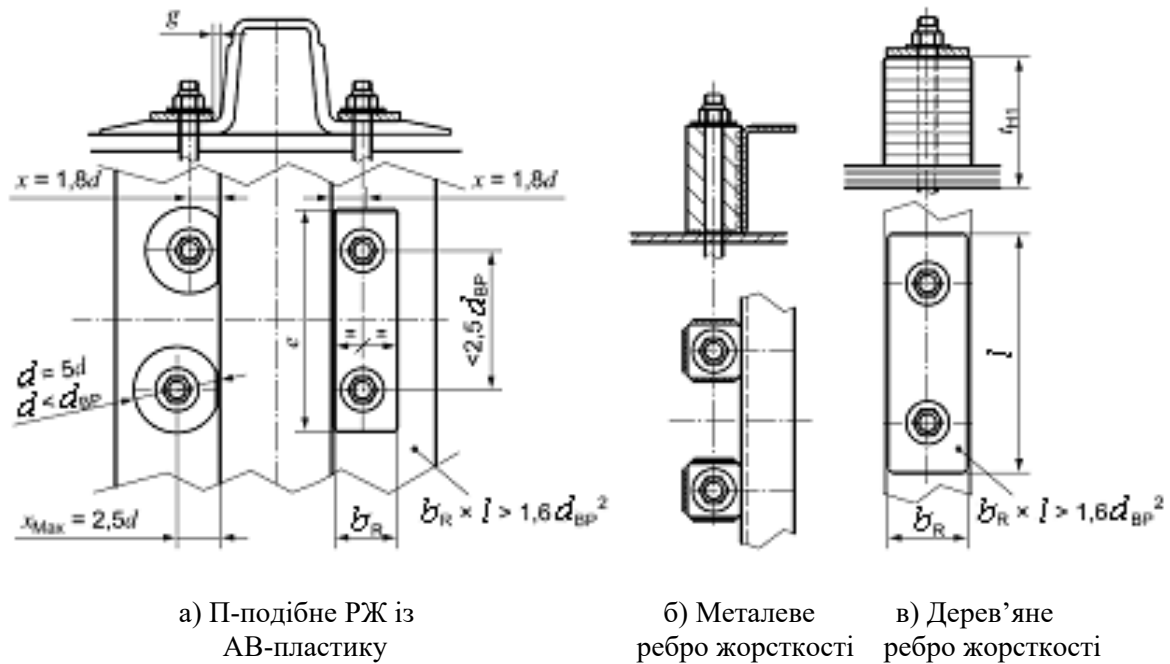 g
x = 1,8d
x = 1,8d
d = 5d
d < d_BP
e
= =
<2,5 d_BP
x_Max = 2,5d
b_R
b_R × l > 1,6 d_BP²
t_H1
l
b_R
b_R × l > 1,6 d_BP²
а) П-подібне РЖ із
АВ-пластику
б) Металеве
ребро жорсткості
в) Дерев’яне
ребро жорсткості